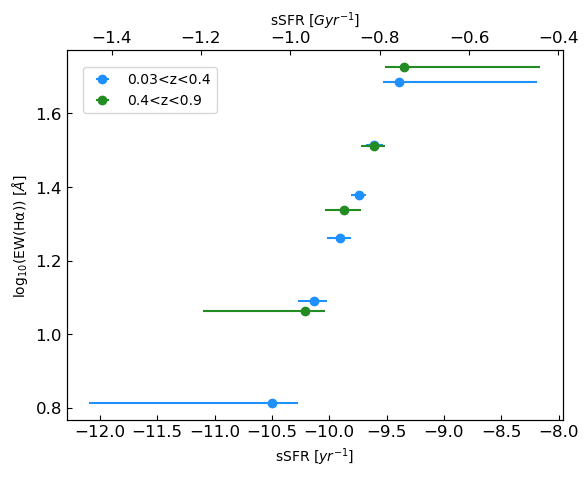 sSFR [Gyr⁻¹]
−1.4 −1.2 −1.0 −0.8 −0.6 −0.4
0.03<z<0.4
0.4<z<0.9
1.6
1.4
1.2
1.0
0.8
log₁₀(EW(Hα)) [Å]
−12.0 −11.5 −11.0 −10.5 −10.0 −9.5 −9.0 −8.5 −8.0
sSFR [yr⁻¹]